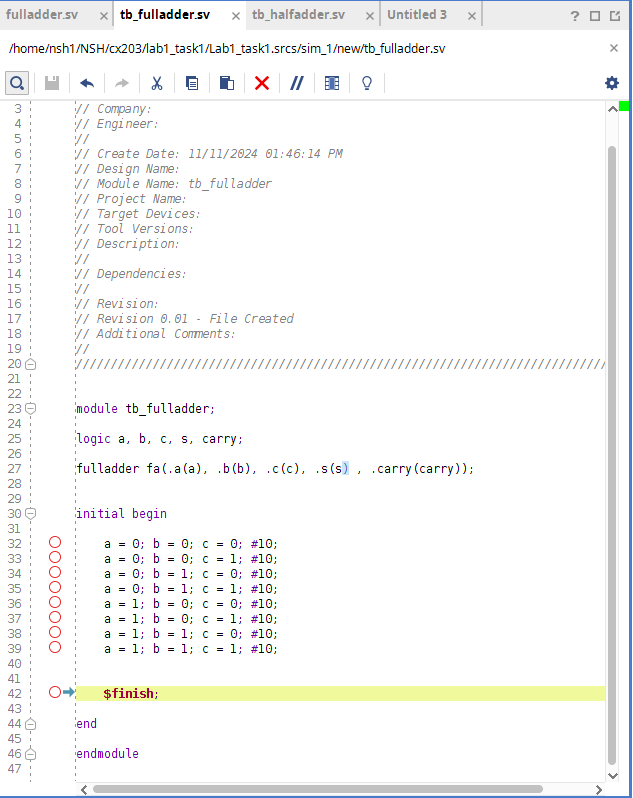 fulladder.sv × tb_fulladder.sv × tb_halfadder.sv × Untitled 3 × ?
/home/nsh1/NSH/cx203/lab1_task1/Lab1_task1.srcs/sim_1/new/tb_fulladder.sv ×
3 // Company:
4 // Engineer:
5 //
6 // Create Date: 11/11/2024 01:46:14 PM
7 // Design Name:
8 // Module Name: tb_fulladder
9 // Project Name:
10 // Target Devices:
11 // Tool Versions:
12 // Description:
13 //
14 // Dependencies:
15 //
16 // Revision:
17 // Revision 0.01 - File Created
18 // Additional Comments:
19 //
20 ////////////////////////////////////////////////////////////////////////////
21
22
23 module tb_fulladder;
24
25 logic a, b, c, s, carry;
26
27 fulladder fa(.a(a), .b(b), .c(c), .s(s) , .carry(carry));
28
29
30 initial begin
31
32 a = 0; b = 0; c = 0; #10;
33 a = 0; b = 0; c = 1; #10;
34 a = 0; b = 1; c = 0; #10;
35 a = 0; b = 1; c = 1; #10;
36 a = 1; b = 0; c = 0; #10;
37 a = 1; b = 0; c = 1; #10;
38 a = 1; b = 1; c = 0; #10;
39 a = 1; b = 1; c = 1; #10;
40
41
42 $finish;
43
44 end
45
46 endmodule
47